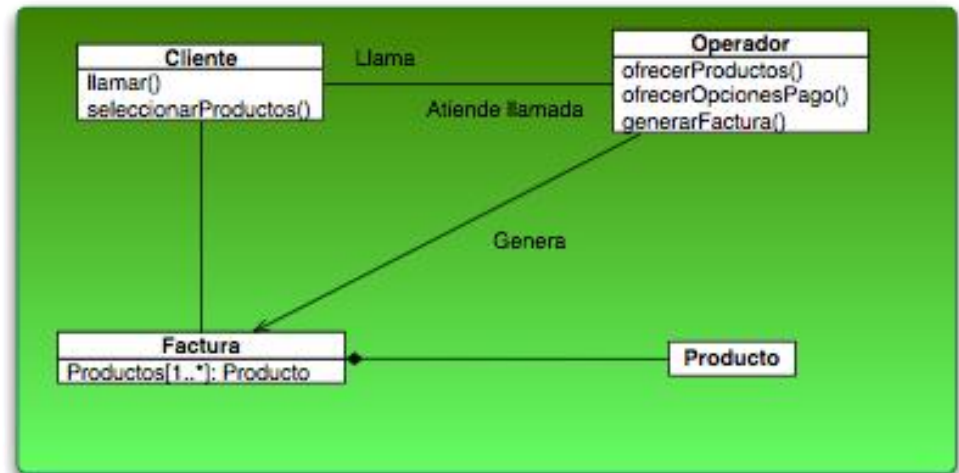 Cliente
llamar()
seleccionarProductos()
Llama
Atiende llamada
Operador
ofrecerProductos()
ofrecerOpcionesPago()
generarFactura()
Genera
Factura
Productos[1..*]: Producto
Producto